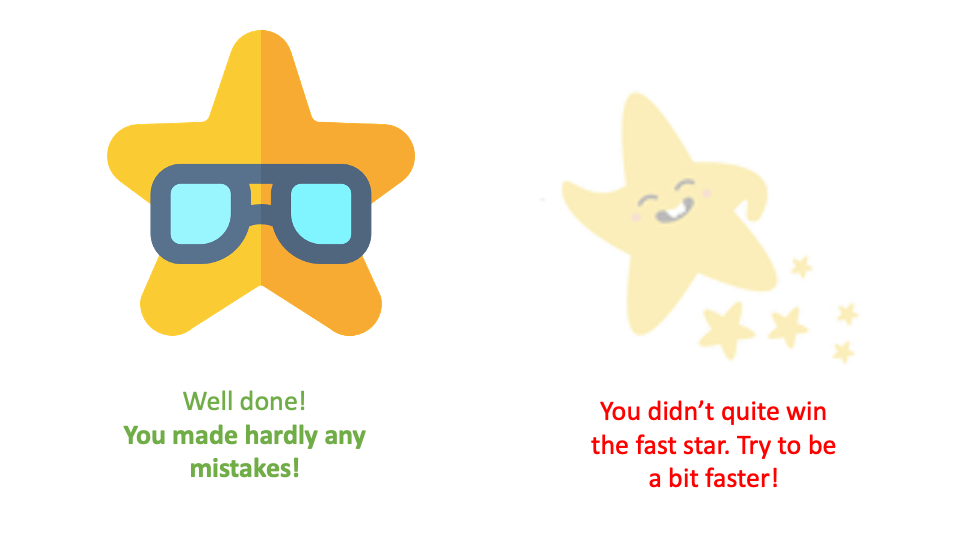 Well done!
You made hardly any
mistakes!
You didn’t quite win
the fast star. Try to be
a bit faster!